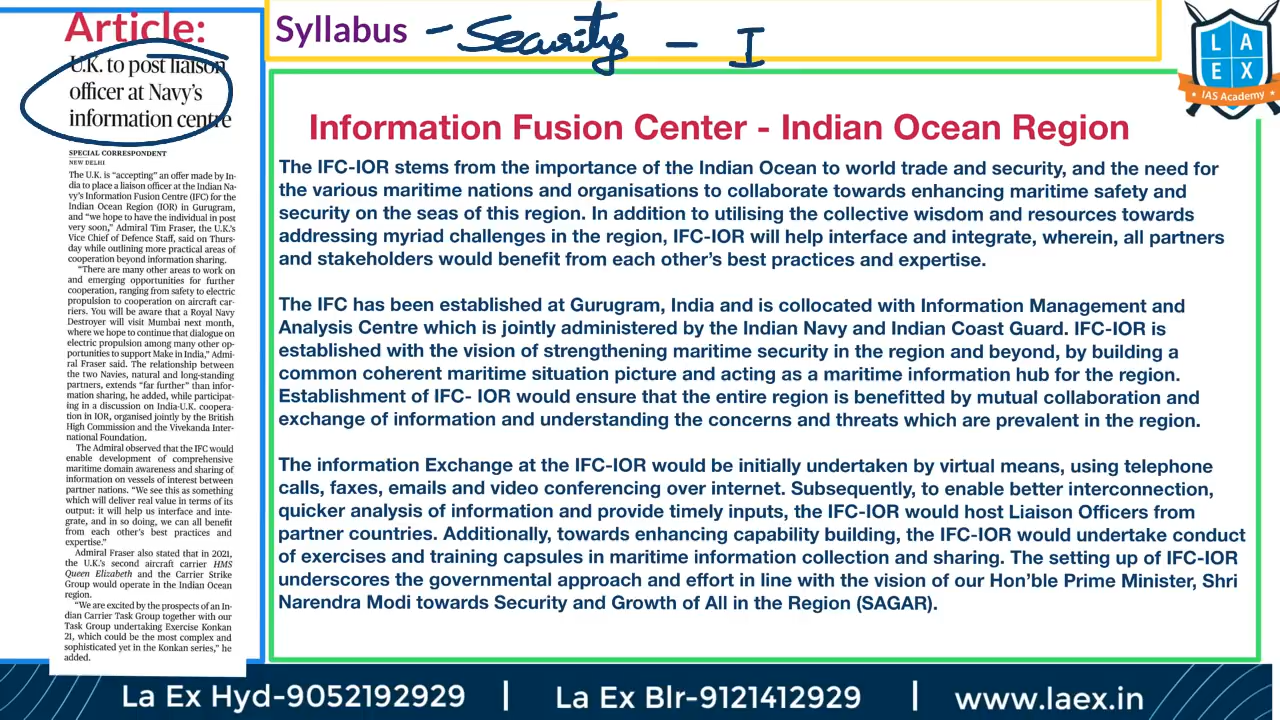 Article:
U.K. to post liaison
officer at Navy's
information centre
SPECIAL CORRESPONDENT
NEW DELHI
The U.K. is “accepting” an offer made by In-
dia to place a liaison officer at the Indian Na-
vy's Information Fusion Centre (IFC) for the
Indian Ocean Region (IOR) in Gurugram,
and “we hope to have the individual in post
very soon,” Admiral Tim Fraser, the U.K.'s
Vice Chief of Defence Staff, said on Thurs-
day while outlining more practical areas of
cooperation beyond information sharing.
“There are many other areas to work on
and emerging opportunities for further
cooperation, ranging from safety to electric
propulsion to cooperation on aircraft car-
riers. You will be aware that a Royal Navy
Destroyer will visit Mumbai next month,
where we hope to continue that dialogue on
electric propulsion among many other op-
portunities to support Make in India,” Admi-
ral Fraser said. The relationship between
the two Navies, natural and long-standing
partners, extends “far further” than infor-
mation sharing, he added, while participat-
ing in a discussion on India-U.K. coopera-
tion in IOR, organised jointly by the British
High Commission and the Vivekanda Inter-
national Foundation.
The Admiral observed that the IFC would
enable development of comprehensive
maritime domain awareness and sharing of
information on vessels of interest between
partner nations. “We see this as something
which will deliver real value in terms of its
output: it will help us interface and inte-
grate, and in so doing, we can all benefit
from each other's best practices and
expertise.”
Admiral Fraser also stated that in 2021,
the U.K.'s second aircraft carrier HMS
Queen Elizabeth and the Carrier Strike
Group would operate in the Indian Ocean
region.
“We are excited by the prospects of an In-
dian Carrier Task Group together with our
Task Group undertaking Exercise Konkan
21, which could be the most complex and
sophisticated yet in the Konkan series,” he
added.
Syllabus - Security - I
LA
EX
IAS Academy
Information Fusion Center - Indian Ocean Region
The IFC-IOR stems from the importance of the Indian Ocean to world trade and security, and the need for
the various maritime nations and organisations to collaborate towards enhancing maritime safety and
security on the seas of this region. In addition to utilising the collective wisdom and resources towards
addressing myriad challenges in the region, IFC-IOR will help interface and integrate, wherein, all partners
and stakeholders would benefit from each other's best practices and expertise.
The IFC has been established at Gurugram, India and is collocated with Information Management and
Analysis Centre which is jointly administered by the Indian Navy and Indian Coast Guard. IFC-IOR is
established with the vision of strengthening maritime security in the region and beyond, by building a
common coherent maritime situation picture and acting as a maritime information hub for the region.
Establishment of IFC- IOR would ensure that the entire region is benefitted by mutual collaboration and
exchange of information and understanding the concerns and threats which are prevalent in the region.
The information Exchange at the IFC-IOR would be initially undertaken by virtual means, using telephone
calls, faxes, emails and video conferencing over internet. Subsequently, to enable better interconnection,
quicker analysis of information and provide timely inputs, the IFC-IOR would host Liaison Officers from
partner countries. Additionally, towards enhancing capability building, the IFC-IOR would undertake conduct
of exercises and training capsules in maritime information collection and sharing. The setting up of IFC-IOR
underscores the governmental approach and effort in line with the vision of our Hon'ble Prime Minister, Shri
Narendra Modi towards Security and Growth of All in the Region (SAGAR).
La Ex Hyd-9052192929 | La Ex Blr-9121412929 | www.laex.in